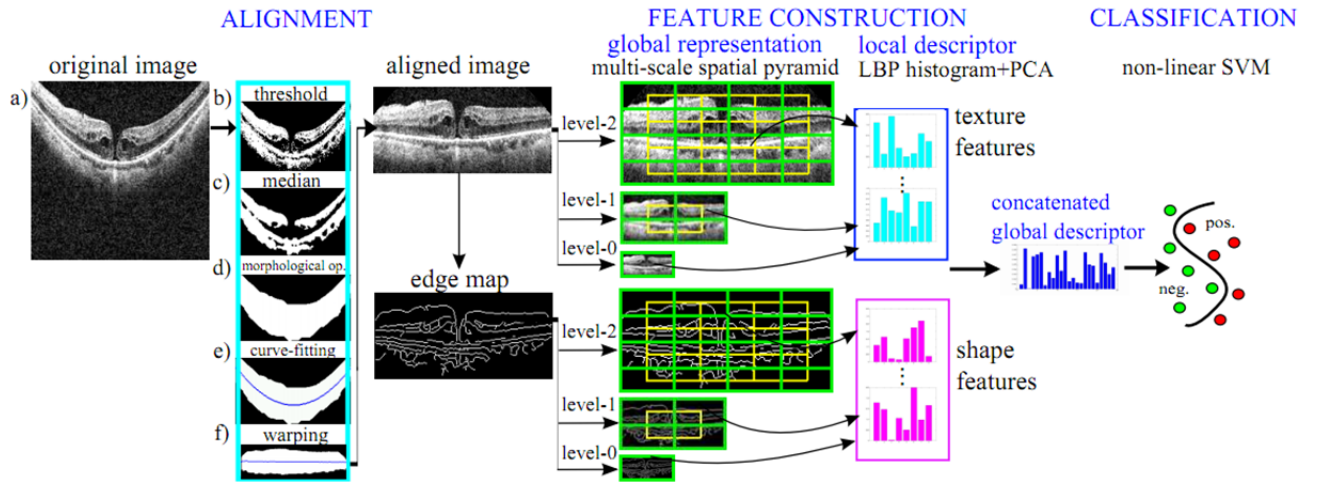 ALIGNMENT
FEATURE CONSTRUCTION
CLASSIFICATION
original image
a)
b)
threshold
c)
median
d)
morphological op.
e)
curve-fitting
f)
warping
aligned image
edge map
global representation
multi-scale spatial pyramid
level-2
level-1
level-0
level-2
level-1
level-0
local descriptor
LBP histogram+PCA
texture
features
shape
features
concatenated
global descriptor
non-linear SVM
pos.
neg.